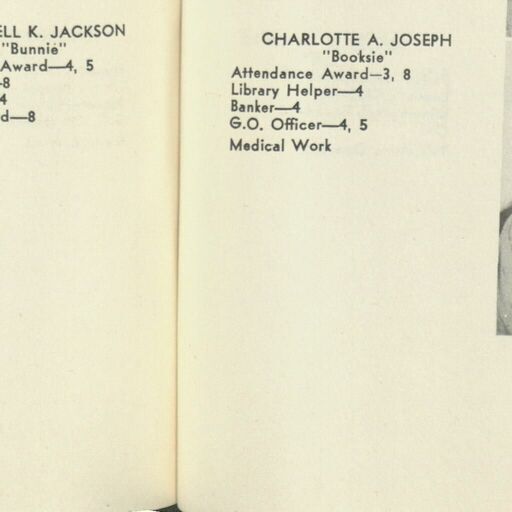 ELL K. JACKSON
"Bunnie"
Award—4, 5
—8
4
d—8
CHARLOTTE A. JOSEPH
"Booksie"
Attendance Award—3, 8
Library Helper—4
Banker—4
G.O. Officer—4, 5
Medical Work